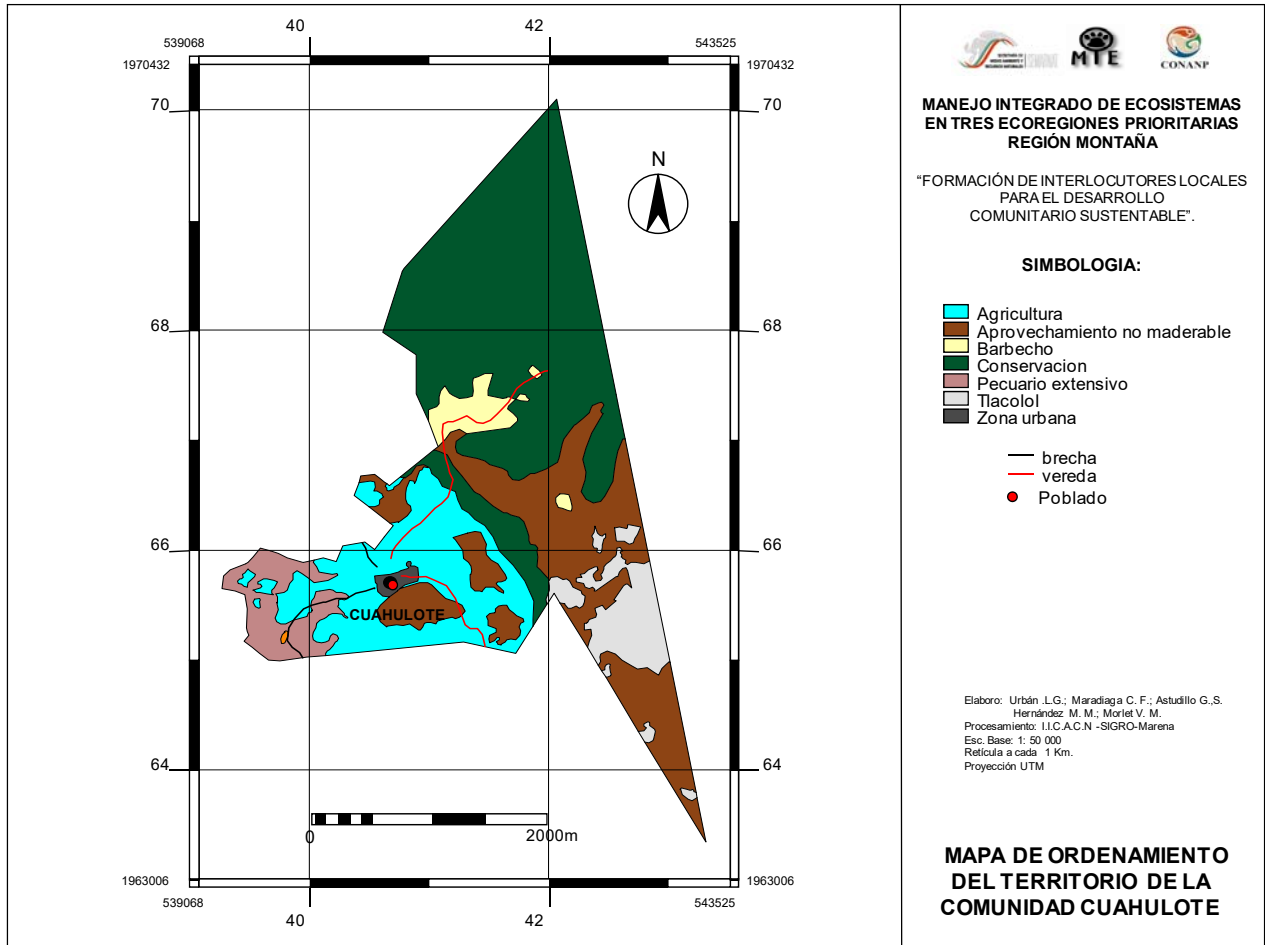 40 42
539068 543525
1970432 1970432
70 70
N
68 68
66 66
CUAHULOTE
64 64
0 2000m
1963006 1963006
539068 543525
40 42
MTE
CONANP
MANEJO INTEGRADO DE ECOSISTEMAS
EN TRES ECOREGIONES PRIORITARIAS
REGIÓN MONTAÑA
“FORMACIÓN DE INTERLOCUTORES LOCALES
PARA EL DESARROLLO
COMUNITARIO SUSTENTABLE”.
SIMBOLOGIA:
Agricultura
Aprovechamiento no maderable
Barbecho
Conservacion
Pecuario extensivo
Tlacolol
Zona urbana
brecha
vereda
Poblado
Elaboro: Urbán .L.G.; Maradiaga C. F.; Astudillo G.,S.
Hernández M. M.; Morlet V. M.
Procesamiento: I.I.C.A.C.N -SIGRO-Marena
Esc. Base: 1: 50 000
Retícula a cada 1 Km.
Proyección UTM
MAPA DE ORDENAMIENTO
DEL TERRITORIO DE LA
COMUNIDAD CUAHULOTE